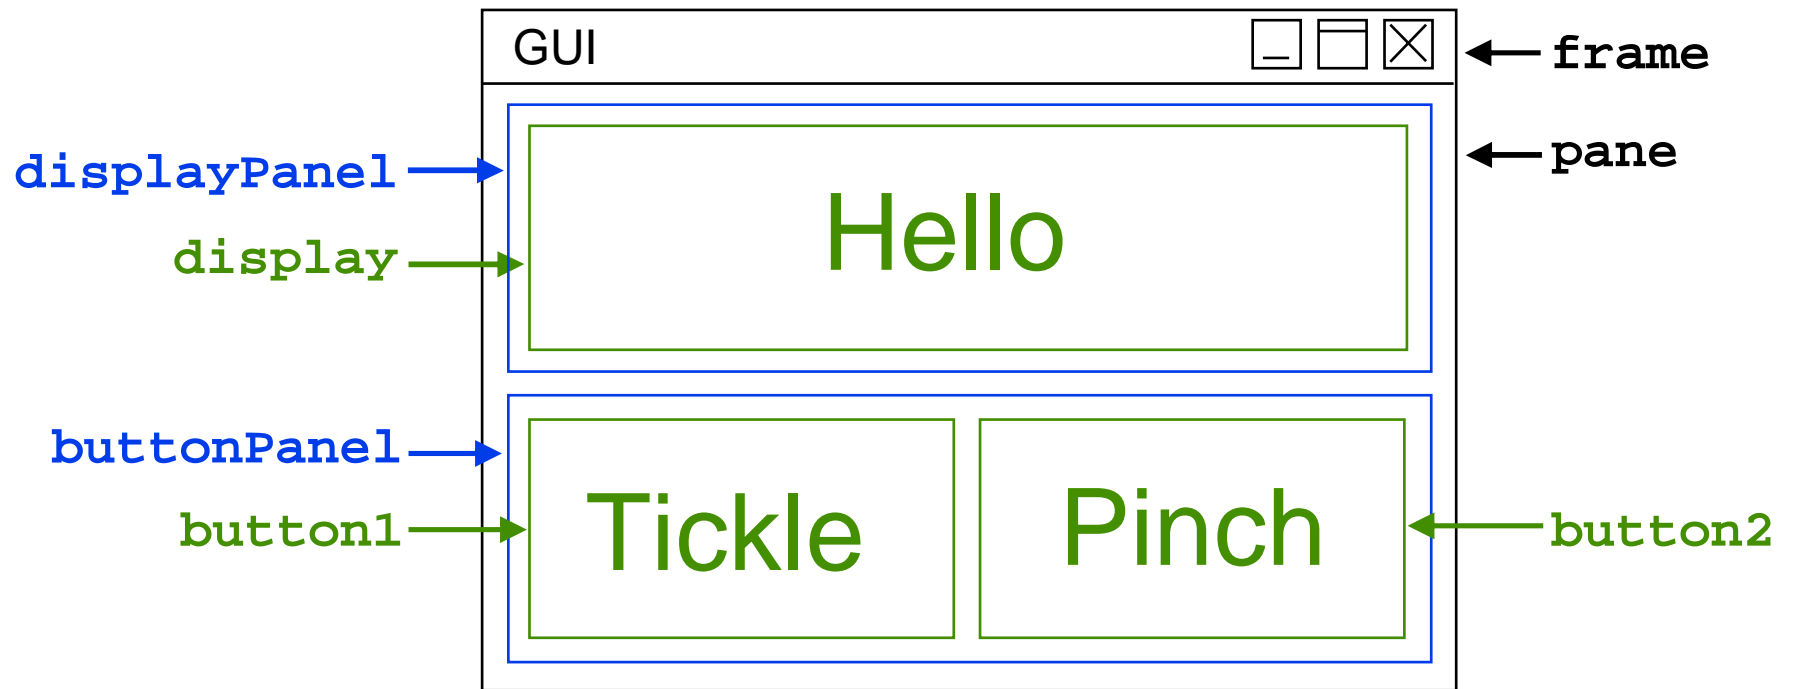 GUI
frame
pane
displayPanel
Hello
display
buttonPanel
Tickle
Pinch
button1
button2